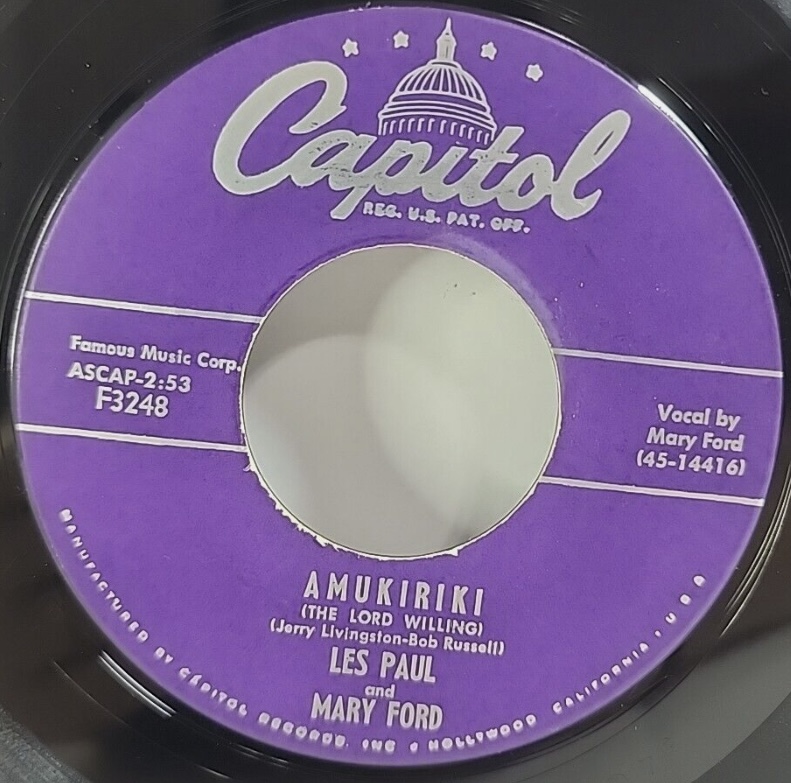 Capitol
REG. U.S. PAT. OFF.
Famous Music Corp.
ASCAP-2:53
F3248
Vocal by
Mary Ford
(45-14416)
AMUKIRIKI
(THE LORD WILLING)
(Jerry Livingston-Bob Russell)
LES PAUL
and
MARY FORD
MANUFACTURED BY CAPITOL RECORDS, INC. HOLLYWOOD CALIFORNIA, U S A